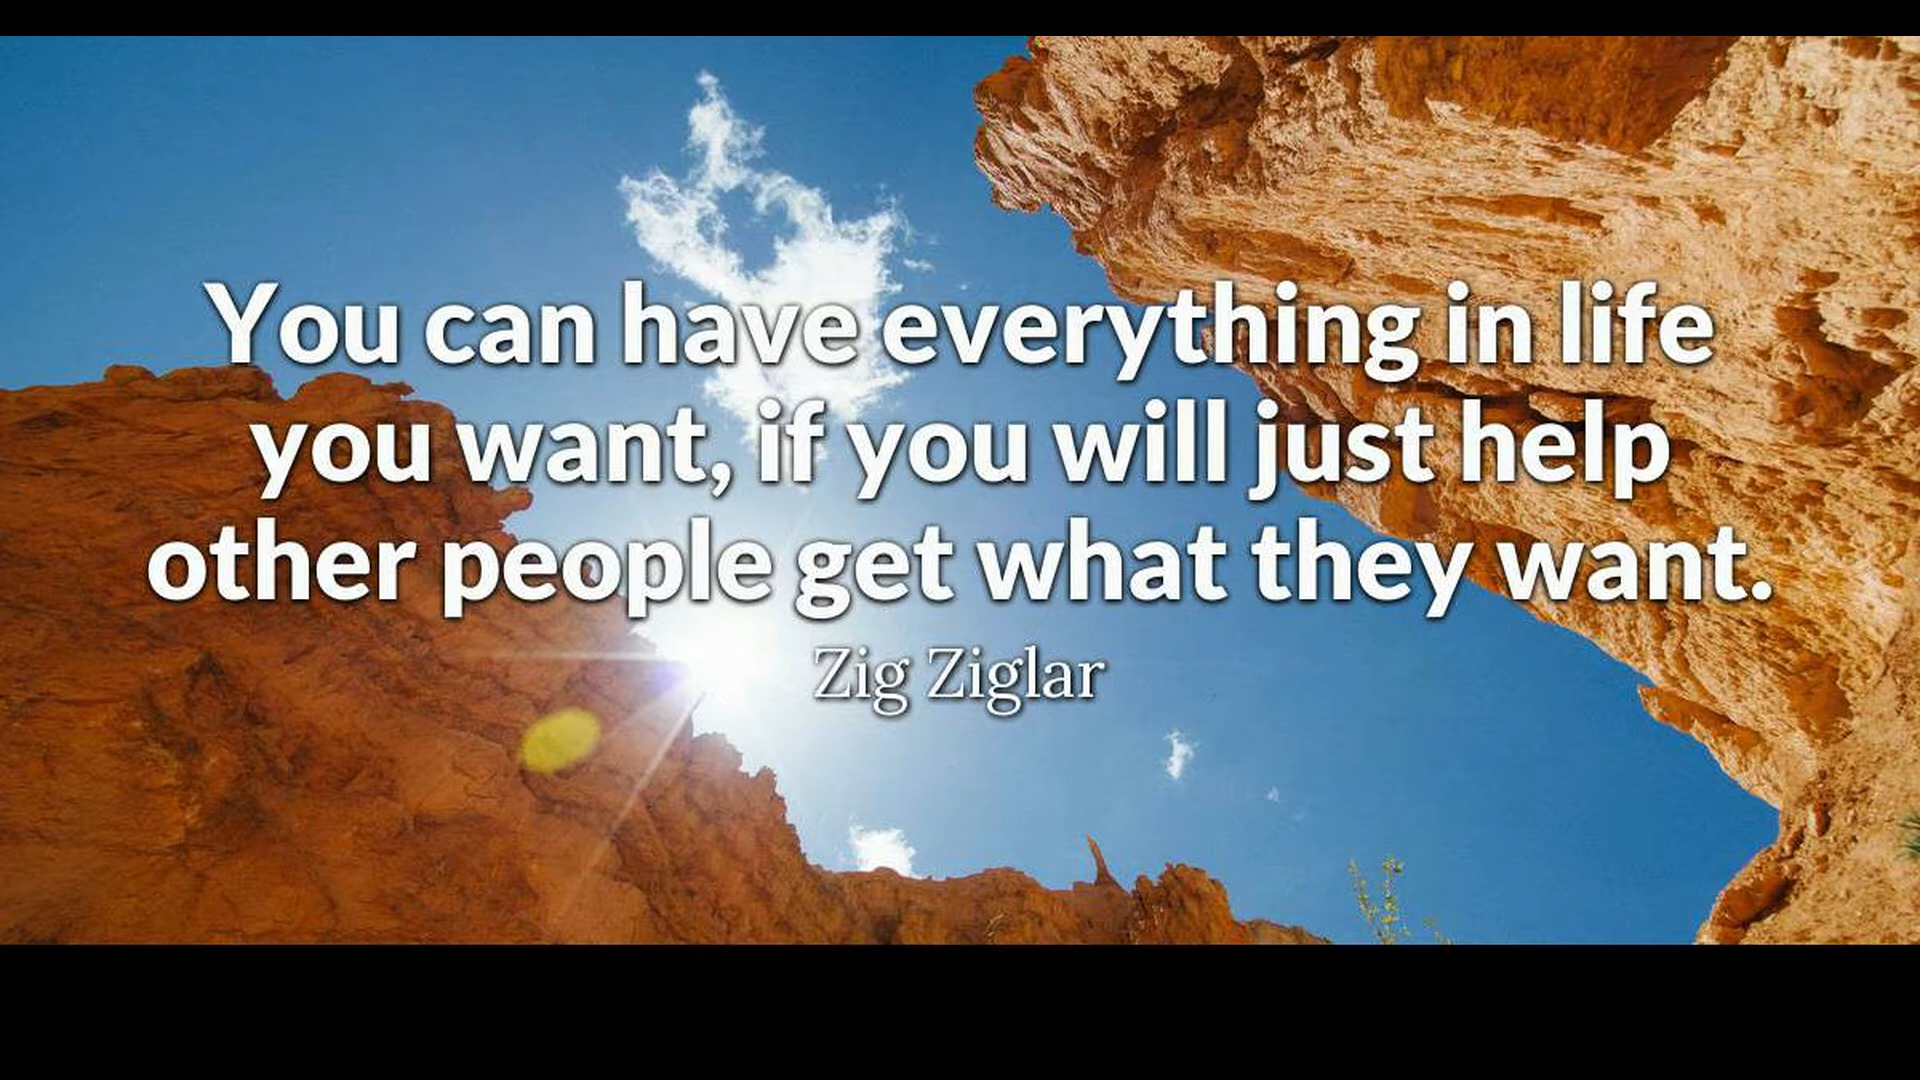 You can have everything in life
you want, if you will just help
other people get what they want.
Zig Ziglar